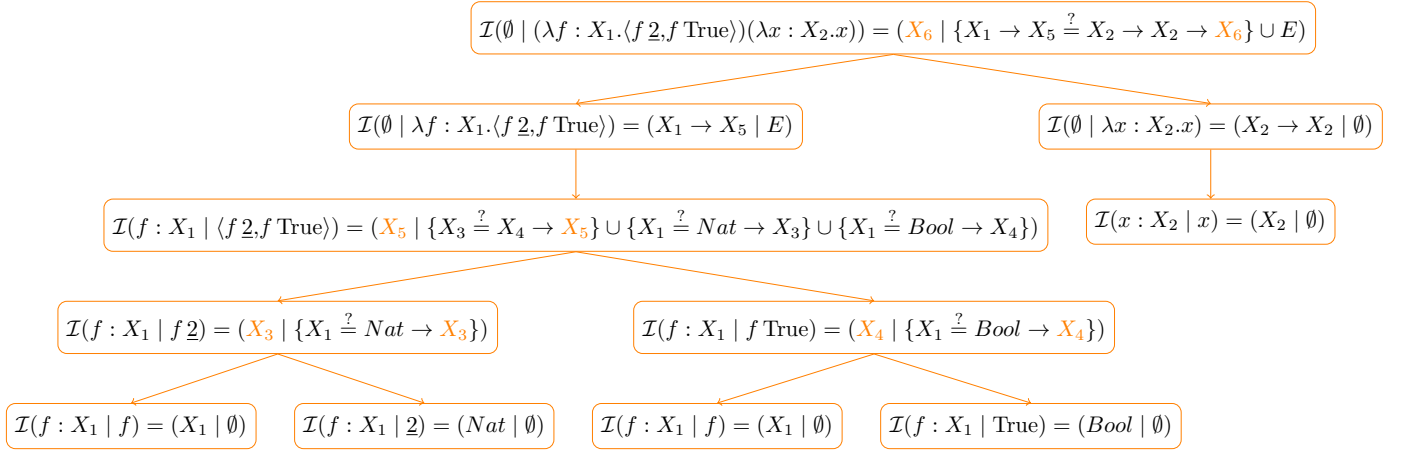 𝓘(∅ | (λf : X₁.⟨f 2̲,f True⟩)(λx : X₂.x)) = (X₆ | {X₁ → X₅ ≟ X₂ → X₂ → X₆} ∪ E)
𝓘(∅ | λf : X₁.⟨f 2̲,f True⟩) = (X₁ → X₅ | E)
𝓘(∅ | λx : X₂.x) = (X₂ → X₂ | ∅)
𝓘(f : X₁ | ⟨f 2̲,f True⟩) = (X₅ | {X₃ ≟ X₄ → X₅} ∪ {X₁ ≟ Nat → X₃} ∪ {X₁ ≟ Bool → X₄})
𝓘(x : X₂ | x) = (X₂ | ∅)
𝓘(f : X₁ | f 2̲) = (X₃ | {X₁ ≟ Nat → X₃})
𝓘(f : X₁ | f True) = (X₄ | {X₁ ≟ Bool → X₄})
𝓘(f : X₁ | f) = (X₁ | ∅)
𝓘(f : X₁ | 2̲) = (Nat | ∅)
𝓘(f : X₁ | f) = (X₁ | ∅)
𝓘(f : X₁ | True) = (Bool | ∅)